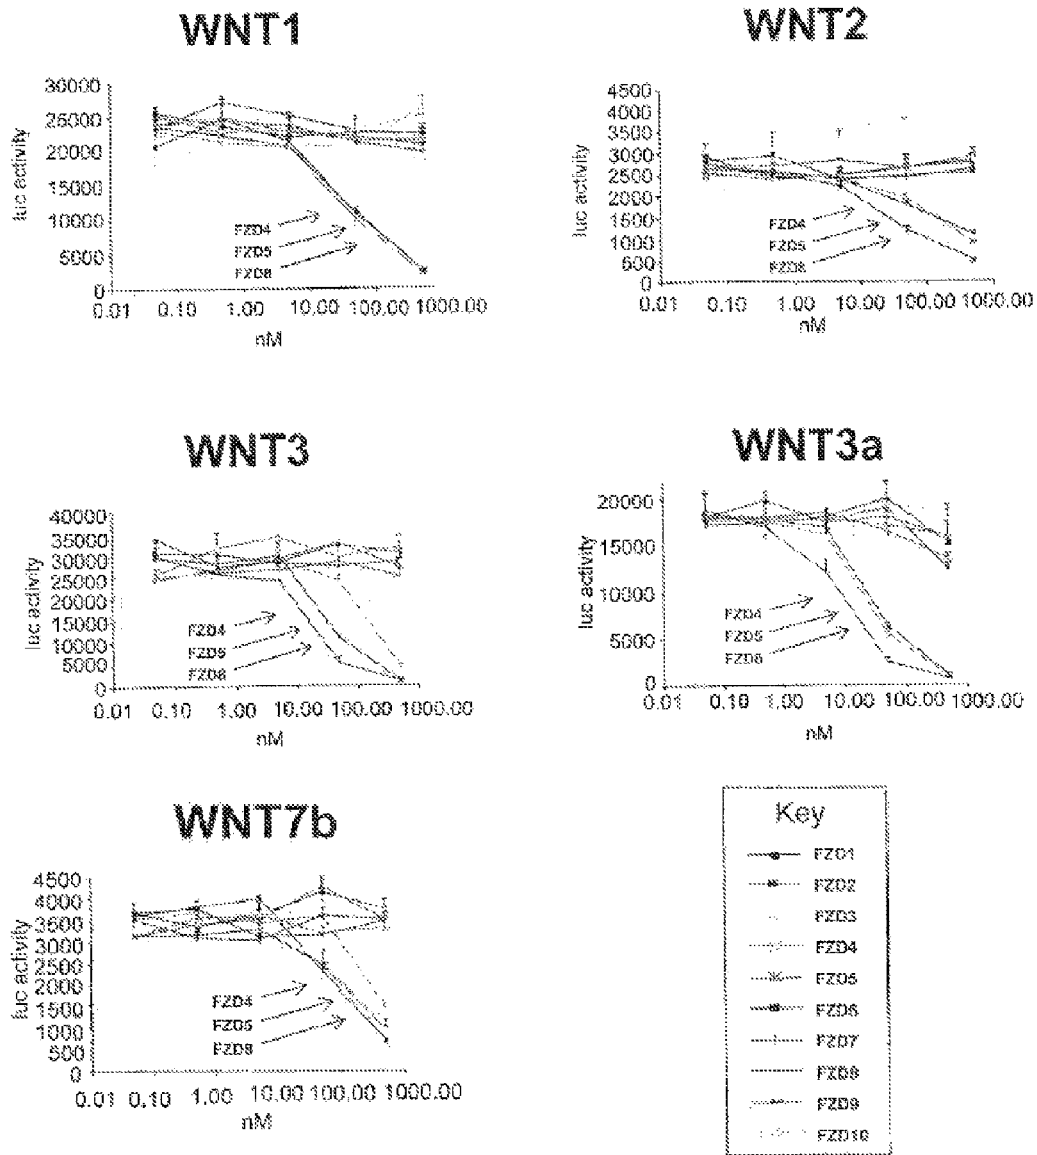 WNT1
30000
25000
20000
15000
10000
5000
0
luc activity
FZD4
FZD5
FZD8
0.01 0.10 1.00 10.00 100.00 1000.00
nM
WNT2
4500
4000
3500
3000
2500
2000
1500
1000
500
0
luc activity
FZD4
FZD5
FZD8
0.01 0.10 1.00 10.00 100.00 1000.00
nM
WNT3
40000
35000
30000
25000
20000
15000
10000
5000
0
luc activity
FZD4
FZD5
FZD8
0.01 0.10 1.00 10.00 100.00 1000.00
nM
WNT3a
20000
15000
10000
5000
0
luc activity
FZD4
FZD5
FZD8
0.01 0.10 1.00 10.00 100.00 1000.00
nM
WNT7b
4500
4000
3500
3000
2500
2000
1500
1000
500
0
luc activity
FZD4
FZD5
FZD8
0.01 0.10 1.00 10.00 100.00 1000.00
nM
Key
FZD1
FZD2
FZD3
FZD4
FZD5
FZD6
FZD7
FZD8
FZD9
FZD10